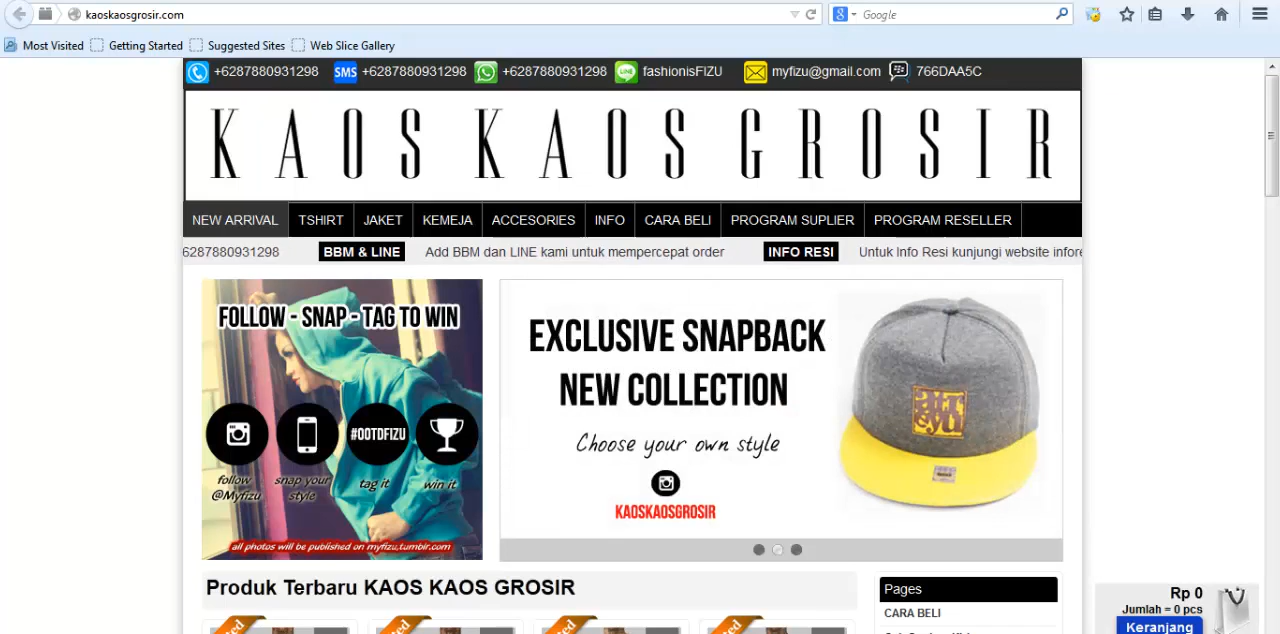 kaoskaosgrosir.com
Google
Most Visited Getting Started Suggested Sites Web Slice Gallery
+6287880931298 SMS +6287880931298 +6287880931298 LINE fashionisFIZU myfizu@gmail.com 766DAA5C
KAOS KAOS GROSIR
NEW ARRIVAL TSHIRT JAKET KEMEJA ACCESORIES INFO CARA BELI PROGRAM SUPLIER PROGRAM RESELLER
6287880931298 BBM & LINE Add BBM dan LINE kami untuk mempercepat order INFO RESI Untuk Info Resi kunjungi website infore
FOLLOW - SNAP - TAG TO WIN
#OOTDFIZU
follow @Myfizu
snap your style
tag it
win it
all photos will be published on myfizu.tumblr.com
EXCLUSIVE SNAPBACK
NEW COLLECTION
Choose your own style
KAOSKAOSGROSIR
Produk Terbaru KAOS KAOS GROSIR
Pages
CARA BELI
Rp 0
Jumlah = 0 pcs
Keranjang